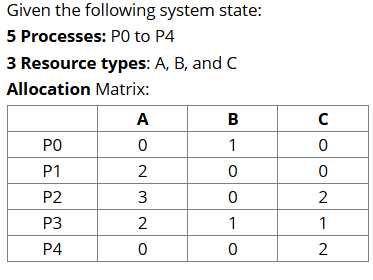 Given the following system state:
5 Processes: P0 to P4
3 Resource types: A, B, and C
Allocation Matrix:
A B C
P0 0 1 0
P1 2 0 0
P2 3 0 2
P3 2 1 1
P4 0 0 2